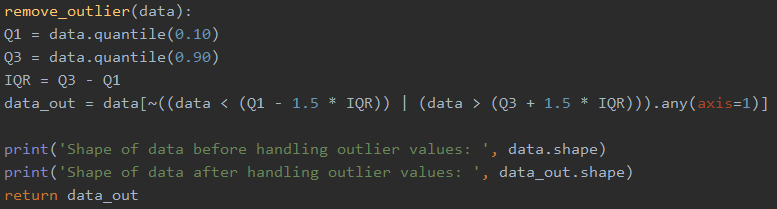 remove_outlier(data):
Q1 = data.quantile(0.10)
Q3 = data.quantile(0.90)
IQR = Q3 - Q1
data_out = data[~((data < (Q1 - 1.5 * IQR)) | (data > (Q3 + 1.5 * IQR))).any(axis=1)]
print('Shape of data before handling outlier values: ', data.shape)
print('Shape of data after handling outlier values: ', data_out.shape)
return data_out